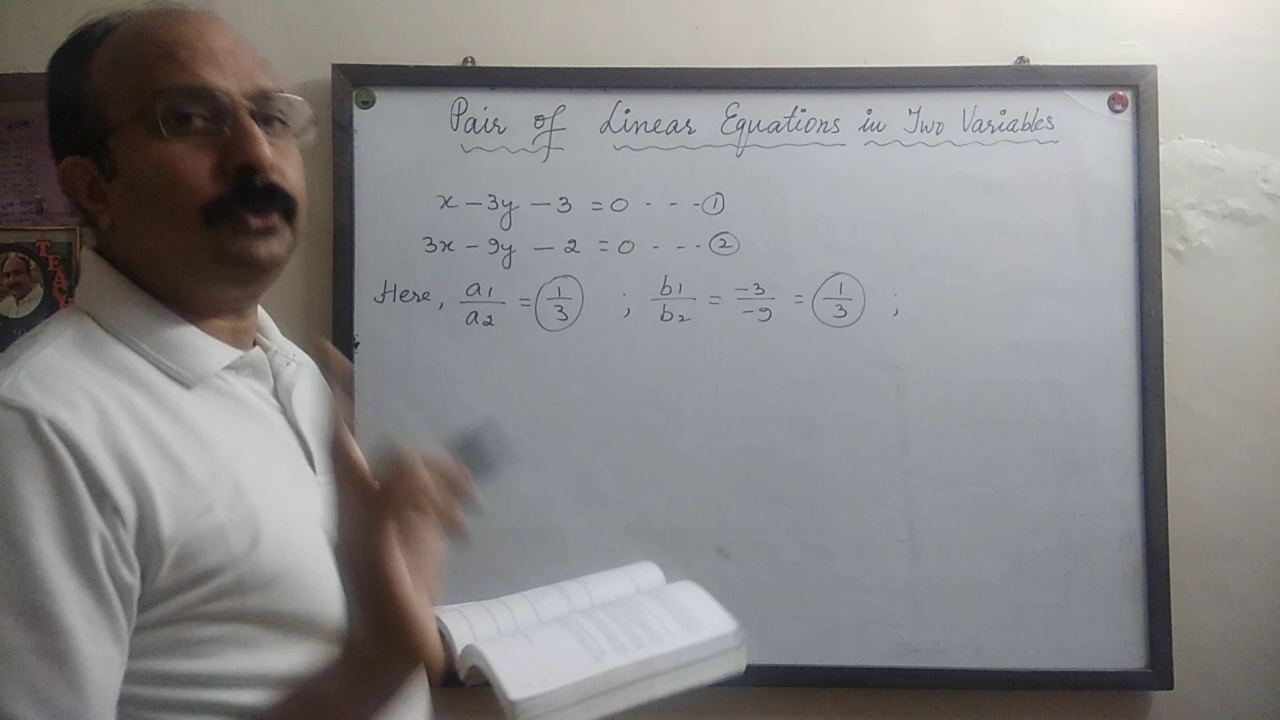 Pair of Linear Equations in Two Variables
x - 3y - 3 = 0 - - - ①
3x - 9y - 2 = 0 - - - ②
Here, a1/a2 = 1/3 ; b1/b2 = -3/-9 = 1/3 ;